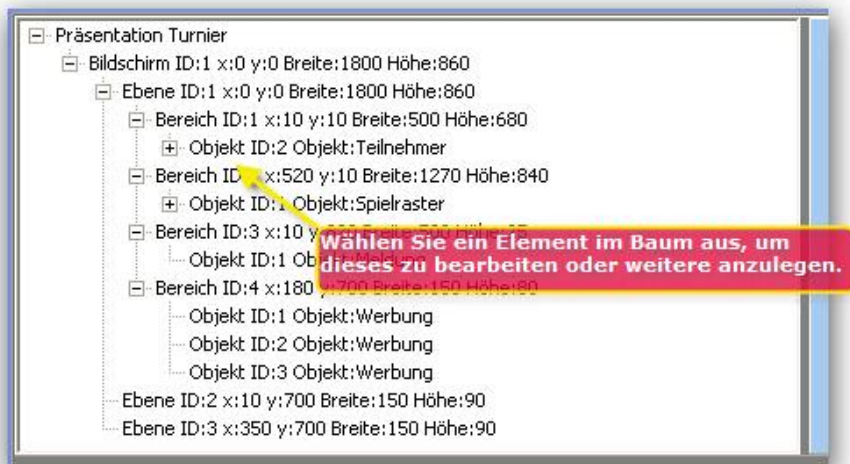 Präsentation Turnier
Bildschirm ID:1 x:0 y:0 Breite:1800 Höhe:860
Ebene ID:1 x:0 y:0 Breite:1800 Höhe:860
Bereich ID:1 x:10 y:10 Breite:500 Höhe:680
Objekt ID:2 Objekt:Teilnehmer
Bereich x:520 y:10 Breite:1270 Höhe:840
Objekt ID:1 Objekt:Spielraster
Bereich ID:3 x:10
Wählen Sie ein Element im Baum aus, um
dieses zu bearbeiten oder weitere anzulegen.
Objekt ID:1
Bereich ID:4 x:180 y:700 Breite:150 Höhe:80
Objekt ID:1 Objekt:Werbung
Objekt ID:2 Objekt:Werbung
Objekt ID:3 Objekt:Werbung
Ebene ID:2 x:10 y:700 Breite:150 Höhe:90
Ebene ID:3 x:350 y:700 Breite:150 Höhe:90